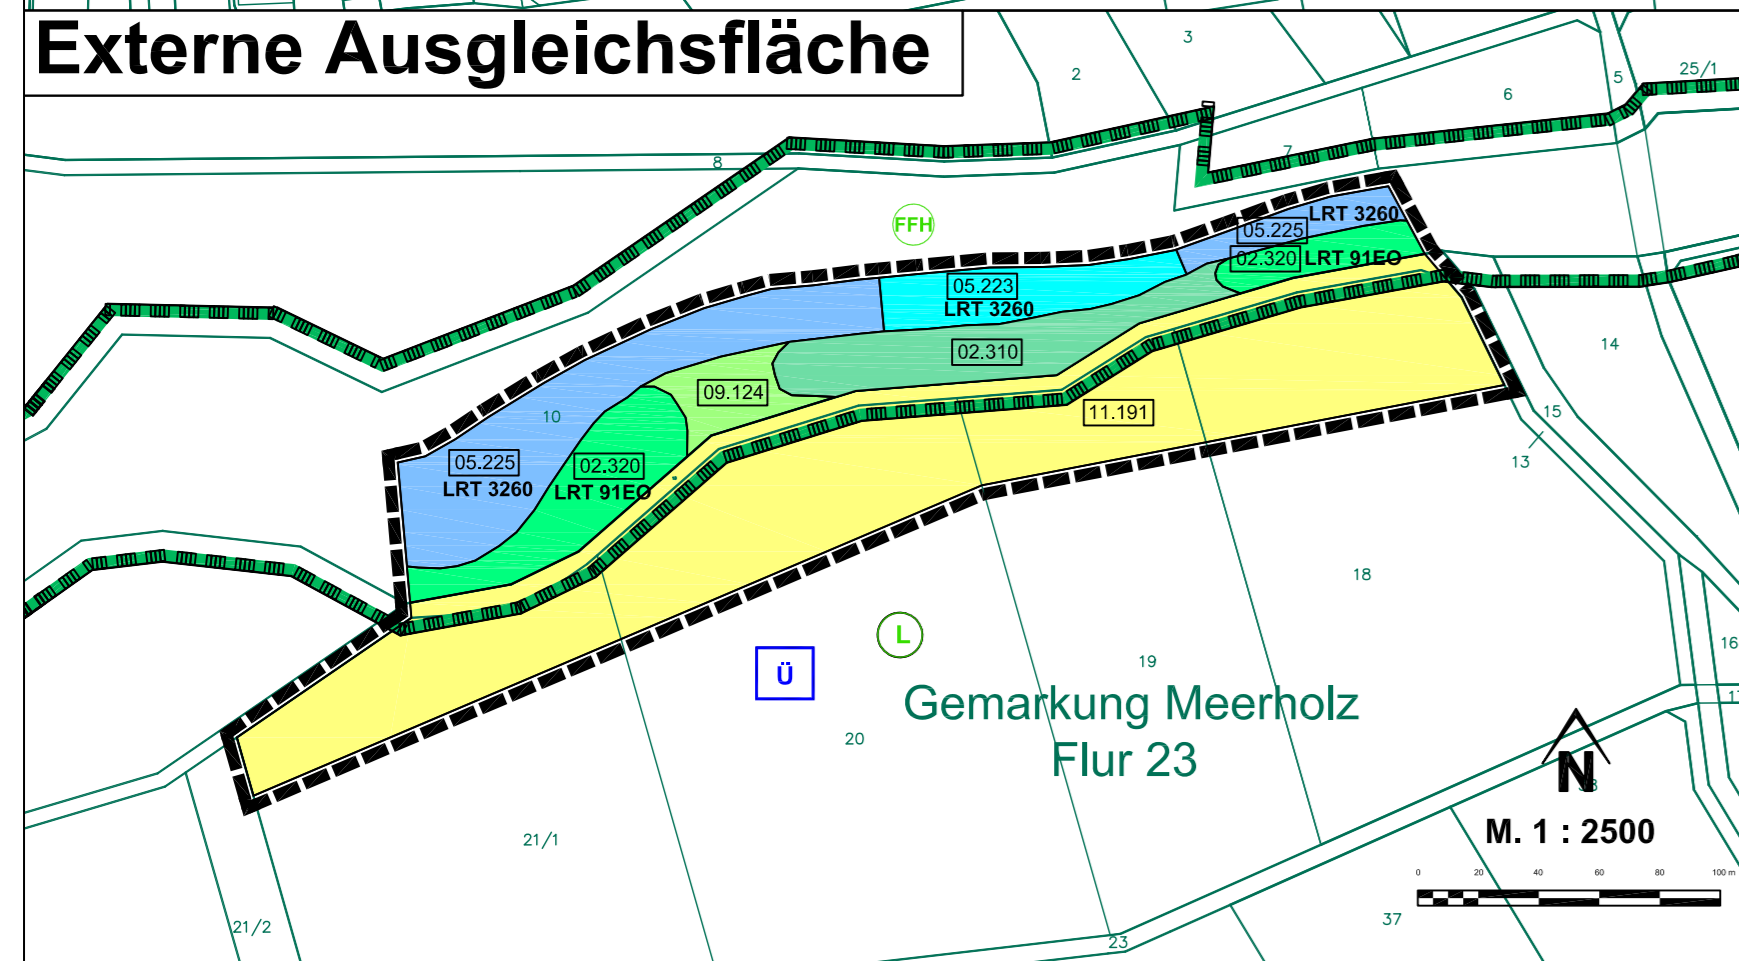 Externe Ausgleichsfläche
3
2
25/1
5
6
7
8
FFH
LRT 3260
05.225
02.320 LRT 91EO
05.223
LRT 3260
02.310
14
09.124
11.191
10
15
13
05.225
LRT 3260
02.320
LRT 91EO
18
L
Ü
19
16
Gemarkung Meerholz
Flur 23
20
N
M. 1 : 2500
21/1
0 20 40 60 80 100 m
37
21/2
23